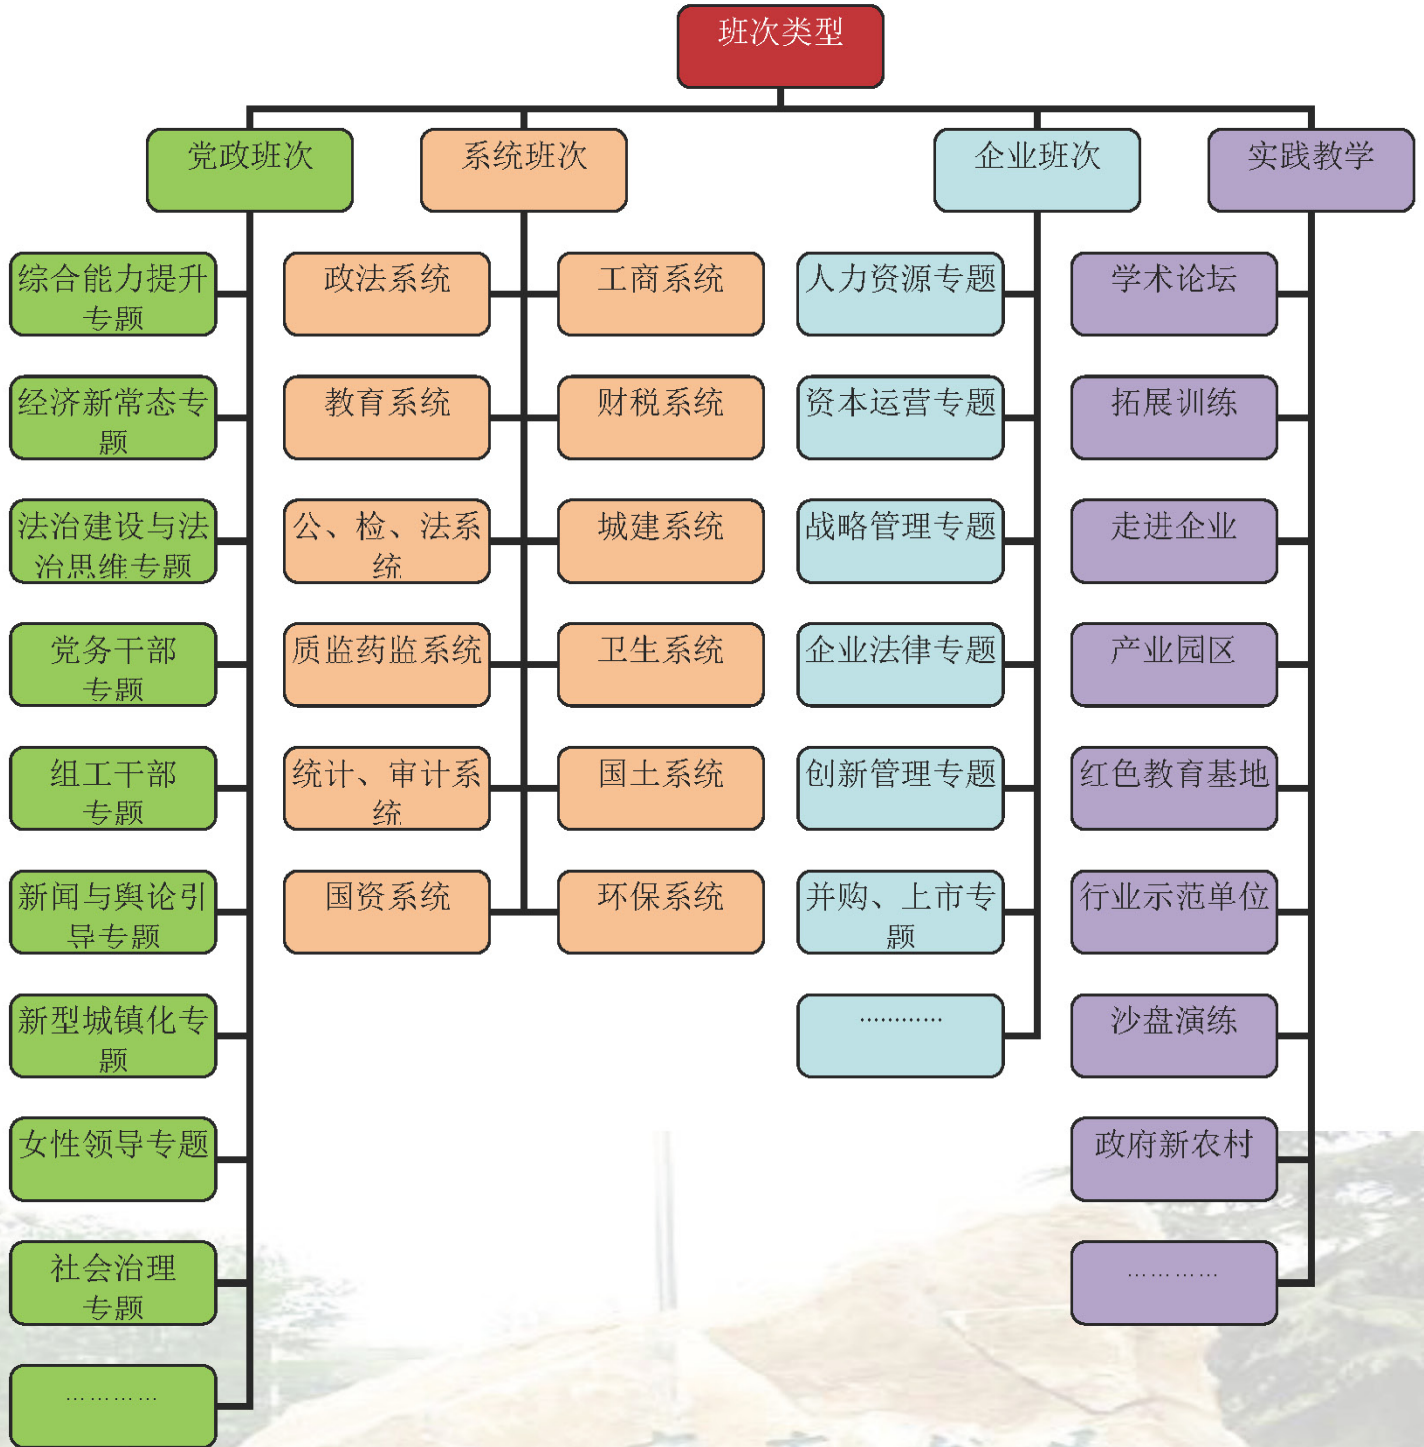 班次类型
党政班次
系统班次
企业班次
实践教学
综合能力提升
专题
经济新常态专
题
法治建设与法
治思维专题
党务干部
专题
组工干部
专题
新闻与舆论引
导专题
新型城镇化专
题
女性领导专题
社会治理
专题
…………
政法系统
工商系统
教育系统
财税系统
公、检、法系
统
城建系统
质监药监系统
卫生系统
统计、审计系
统
国土系统
国资系统
环保系统
人力资源专题
资本运营专题
战略管理专题
企业法律专题
创新管理专题
并购、上市专
题
…………
学术论坛
拓展训练
走进企业
产业园区
红色教育基地
行业示范单位
沙盘演练
政府新农村
…………